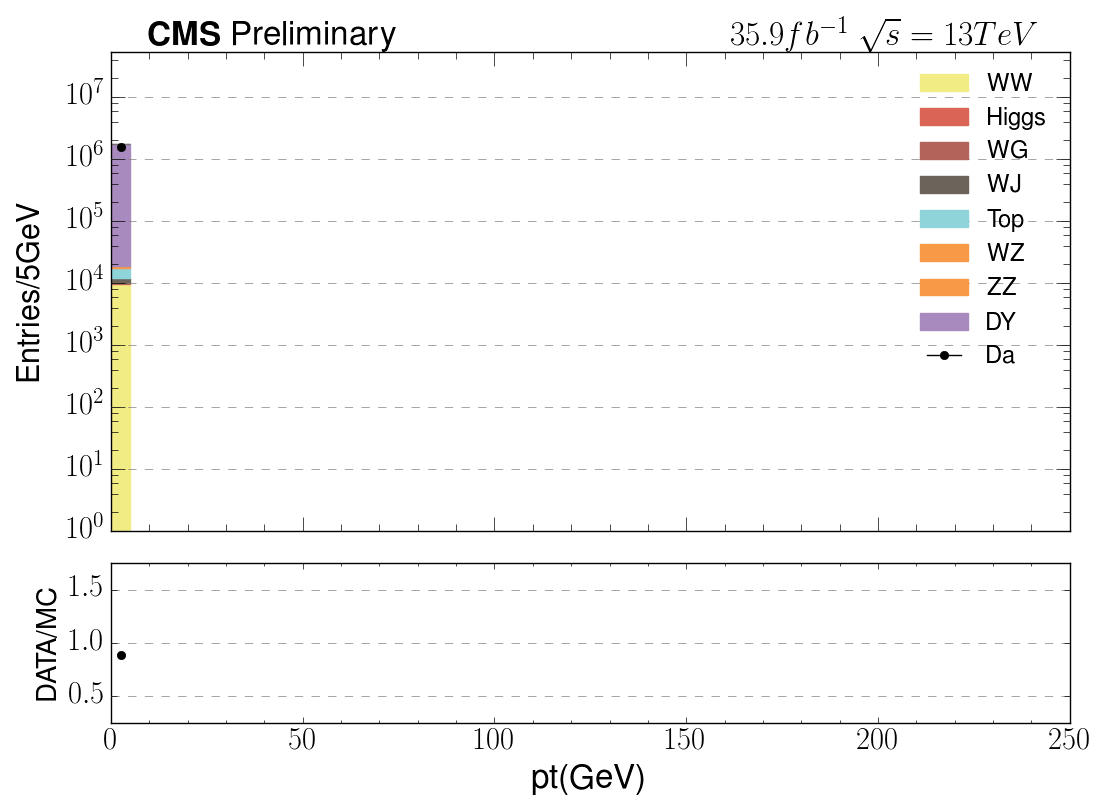 CMS Preliminary
35.9fb⁻¹ √s = 13TeV
Entries/5GeV
10⁷
10⁶
10⁵
10⁴
10³
10²
10¹
10⁰
WW
Higgs
WG
WJ
Top
WZ
ZZ
DY
Da
DATA/MC
1.5
1.0
0.5
0 50 100 150 200 250
pt(GeV)